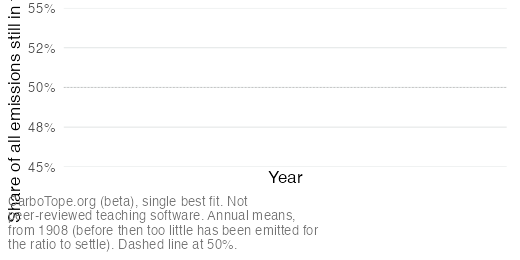 55%
52%
50%
48%
45%
Share of all emissions still in
Year
CarboTope.org (beta), single best fit. Not
peer-reviewed teaching software. Annual means,
from 1908 (before then too little has been emitted for
the ratio to settle). Dashed line at 50%.